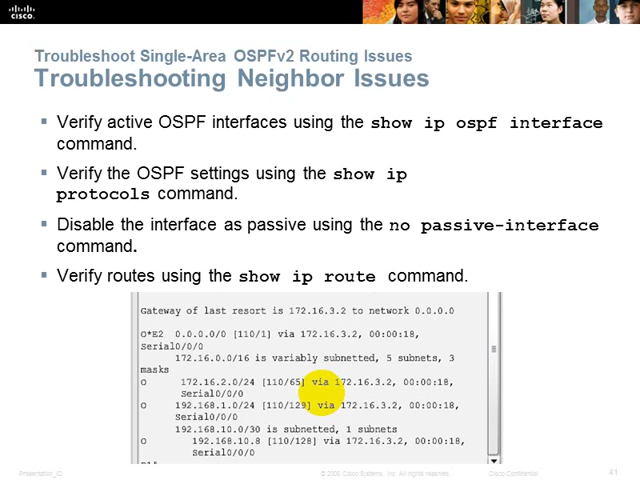 CISCO
Troubleshoot Single-Area OSPFv2 Routing Issues
Troubleshooting Neighbor Issues
Verify active OSPF interfaces using the show ip ospf interface
command.
Verify the OSPF settings using the show ip
protocols command.
Disable the interface as passive using the no passive-interface
command.
Verify routes using the show ip route command.
Gateway of last resort is 172.16.3.2 to network 0.0.0.0
O*E2 0.0.0.0/0 [110/1] via 172.16.3.2, 00:00:18,
Serial0/0/0
172.16.0.0/16 is variably subnetted, 5 subnets, 3
masks
O 172.16.2.0/24 [110/65] via 172.16.3.2, 00:00:18,
Serial0/0/0
O 192.168.1.0/24 [110/129] via 172.16.3.2, 00:00:18,
Serial0/0/0
192.168.10.0/30 is subnetted, 1 subnets
O 192.168.10.8 [110/128] via 172.16.3.2, 00:00:18,
Serial0/0/0
Presentation_ID © 2008 Cisco Systems, Inc. All rights reserved. Cisco Confidential 41